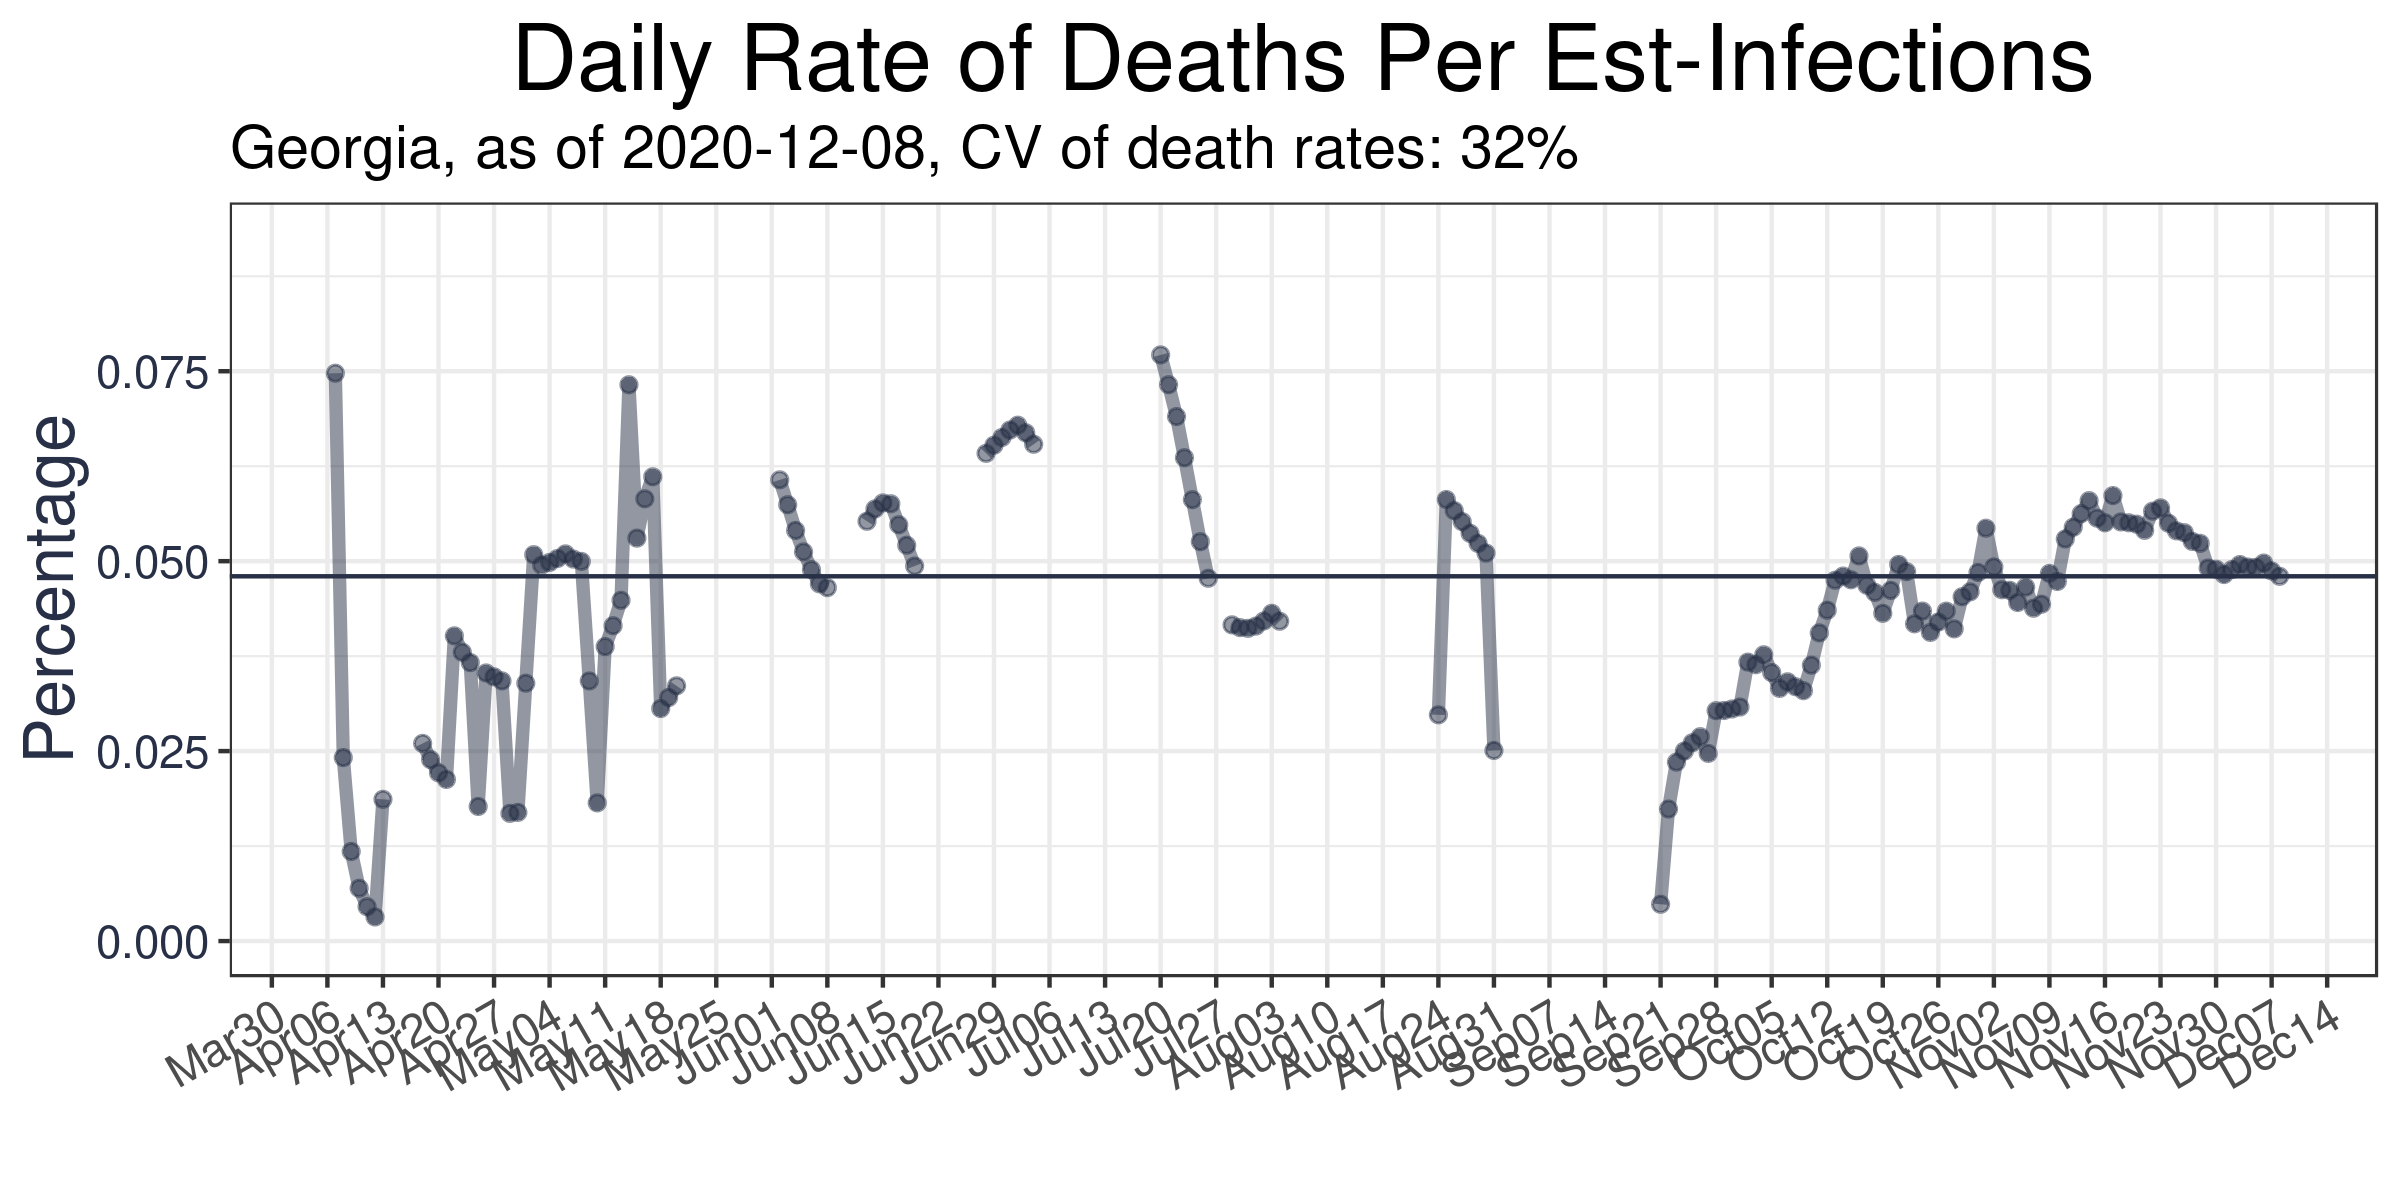 Daily Rate of Deaths Per Est-Infections
Georgia, as of 2020-12-08, CV of death rates: 32%
Percentage
0.075
0.050
0.025
0.000
Mar30
Apr06
Apr13
Apr20
Apr27
May04
May11
May18
May25
Jun01
Jun08
Jun15
Jun22
Jun29
Jul06
Jul13
Jul20
Jul27
Aug03
Aug10
Aug17
Aug24
Aug31
Sep07
Sep14
Sep21
Sep28
Oct05
Oct12
Oct19
Oct26
Nov02
Nov09
Nov16
Nov23
Nov30
Dec07
Dec14